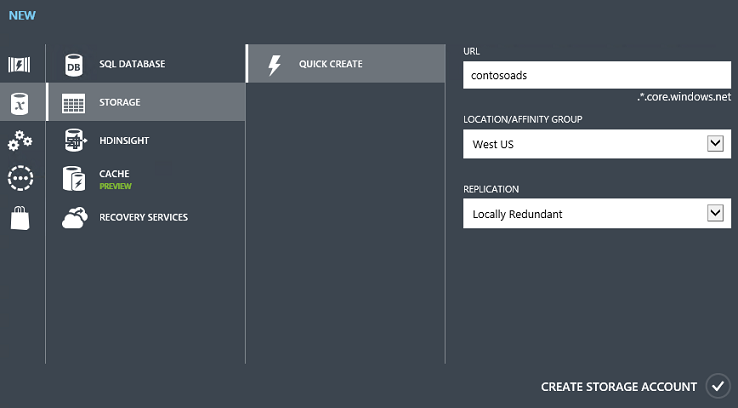 NEW
DB
SQL DATABASE
STORAGE
HDINSIGHT
CACHE
PREVIEW
RECOVERY SERVICES
QUICK CREATE
URL
contosoads
.*.core.windows.net
LOCATION/AFFINITY GROUP
West US
REPLICATION
Locally Redundant
CREATE STORAGE ACCOUNT